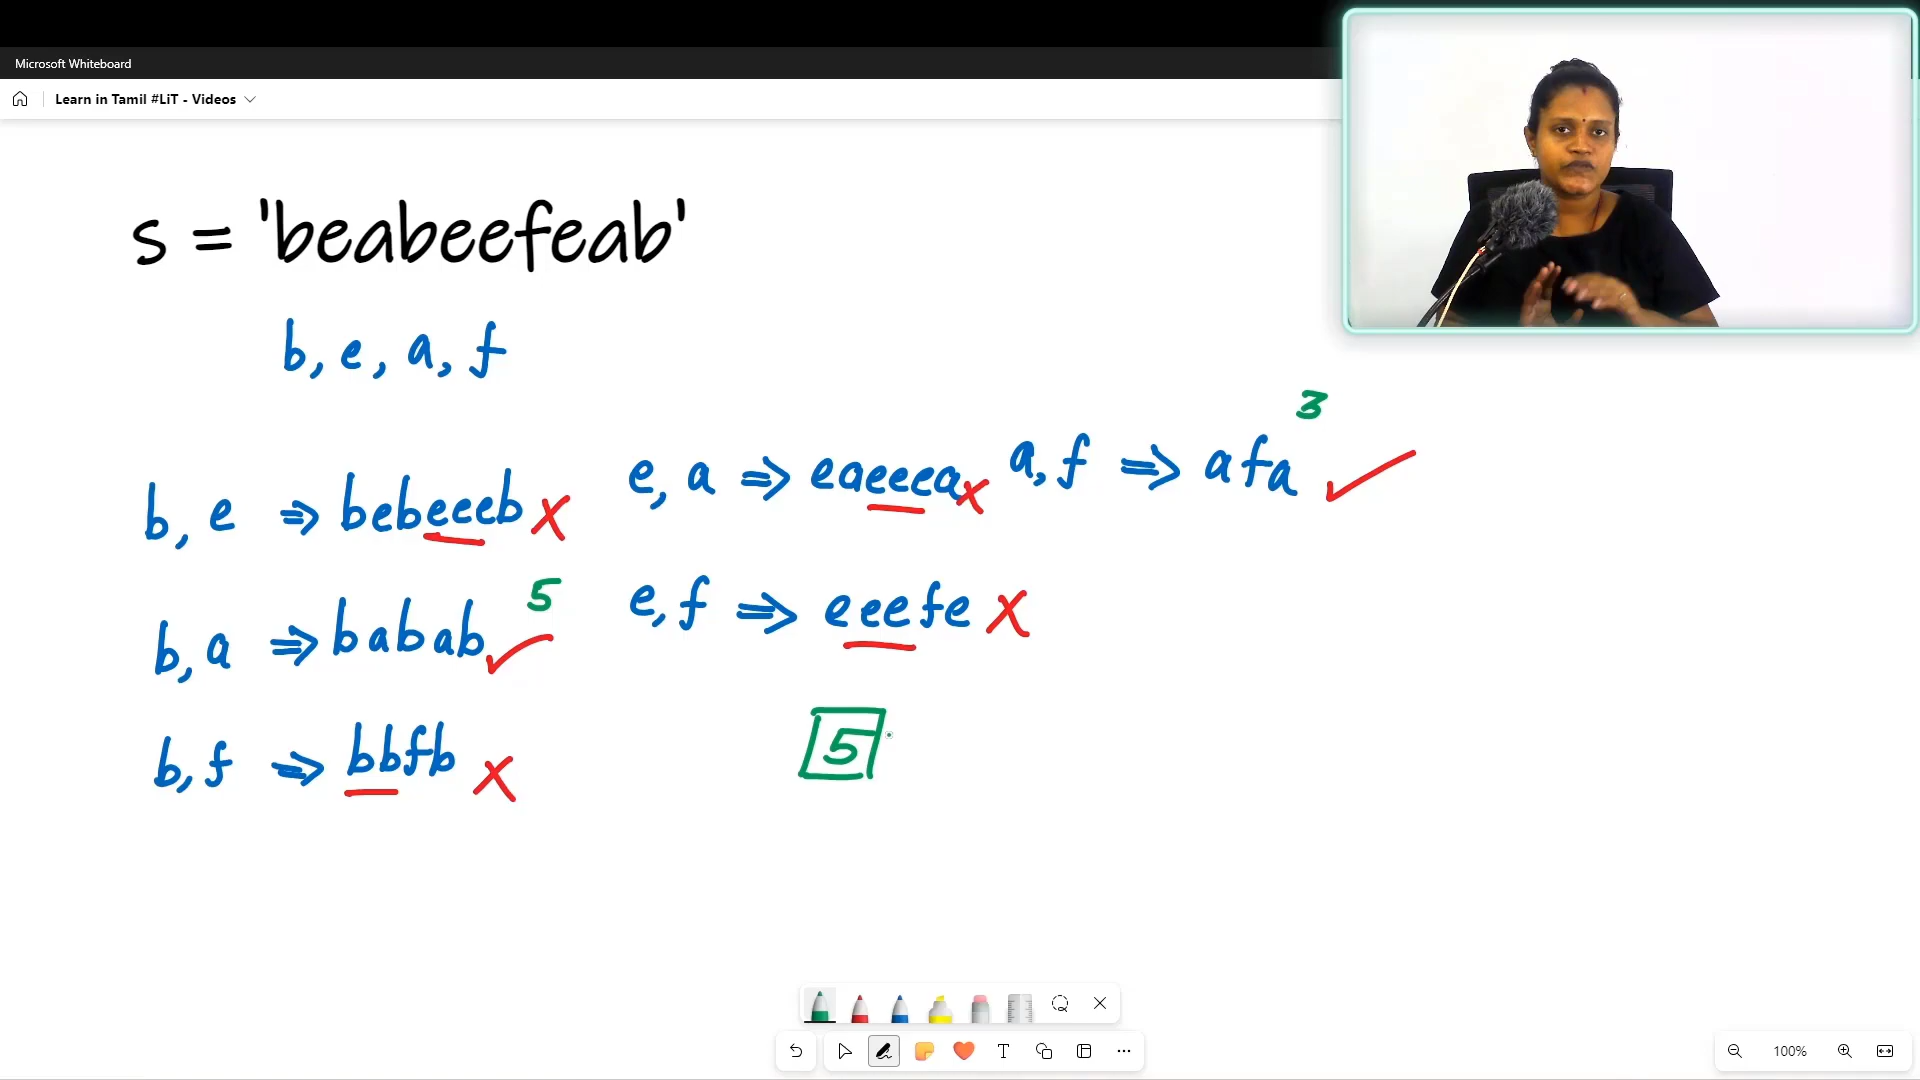 Microsoft Whiteboard
Learn in Tamil #LiT - Videos
s = 'beabeefeab'
b, e, a, f
b, e ⇒ bebeeeb x
b, a ⇒ babab 5 ✓
b, f ⇒ bbfb x
e, a ⇒ eaeeea x
e, f ⇒ eeefe x
a, f ⇒ afa 3 ✓
5
T
100%